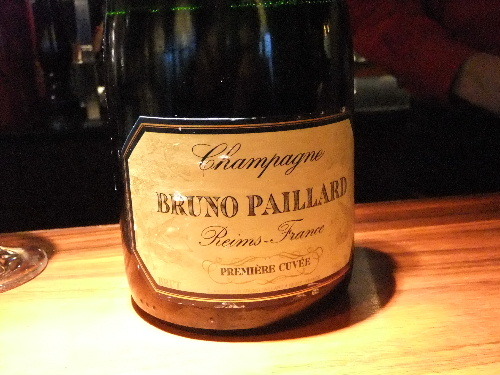 Champagne
BRUNO PAILLARD
Reims-France
PREMIÈRE CUVÉE